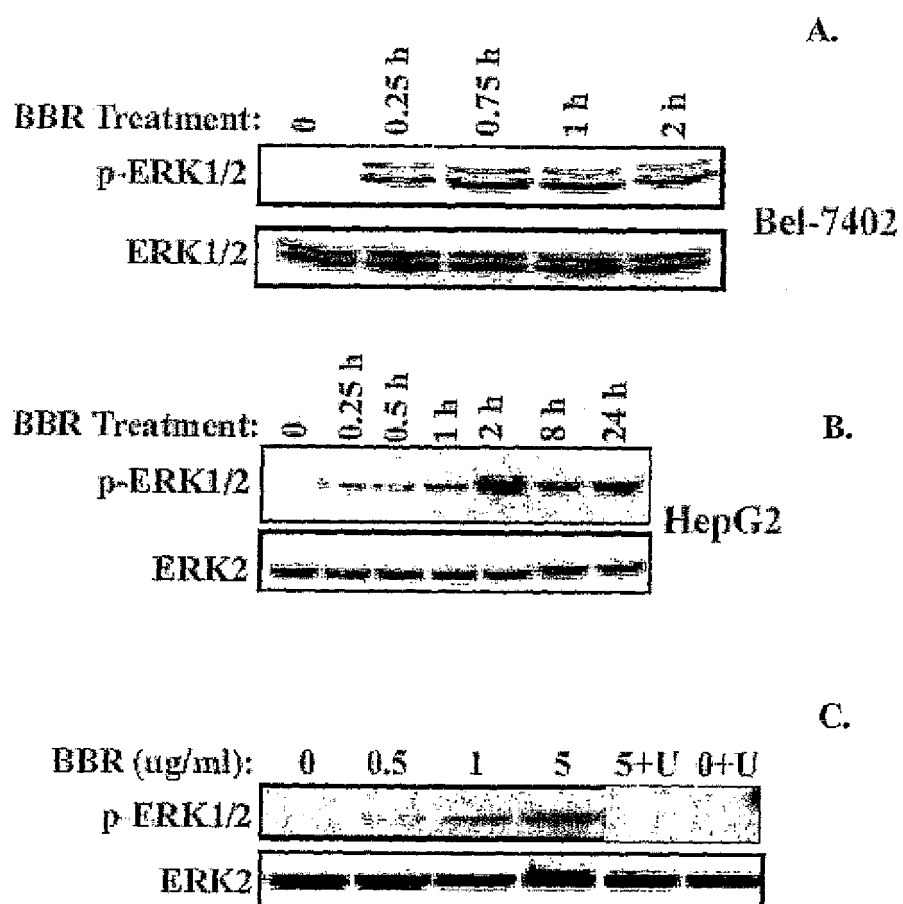 A.
BBR Treatment: 0 0.25 h 0.75 h 1 h 2 h
p-ERK1/2
ERK1/2
Bel-7402
B.
BBR Treatment: 0 0.25 h 0.5 h 1 h 2 h 8 h 24 h
p-ERK1/2
HepG2
ERK2
C.
BBR (ug/ml): 0 0.5 1 5 5+U 0+U
p ERK1/2
ERK2